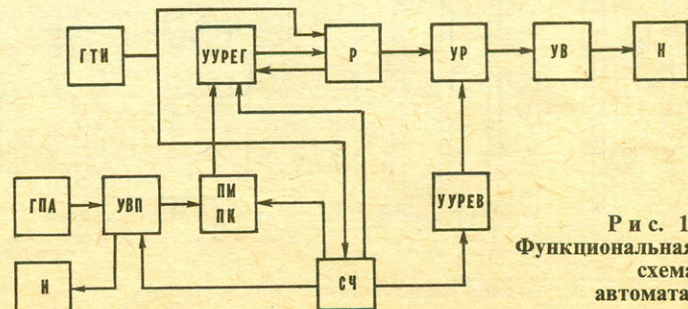 ГТИ
УУРЕГ
Р
УР
УВ
Н
ГПА
УВП
ПМ
ПК
УУРЕВ
И
СЧ
Рис. 1
Функциональная
схема
автомата